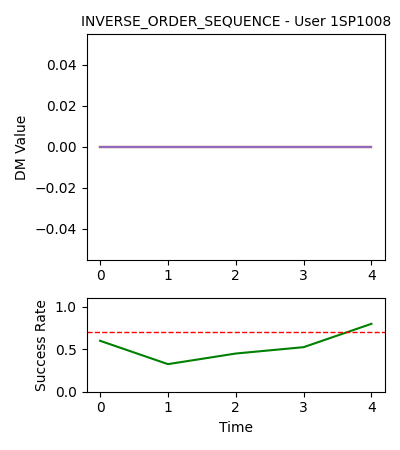 INVERSE_ORDER_SEQUENCE - User 1SP1008
DM Value
0.04
0.02
0.00
−0.02
−0.04
0 1 2 3 4
Success Rate
1.0
0.5
0.0
0 1 2 3 4
Time